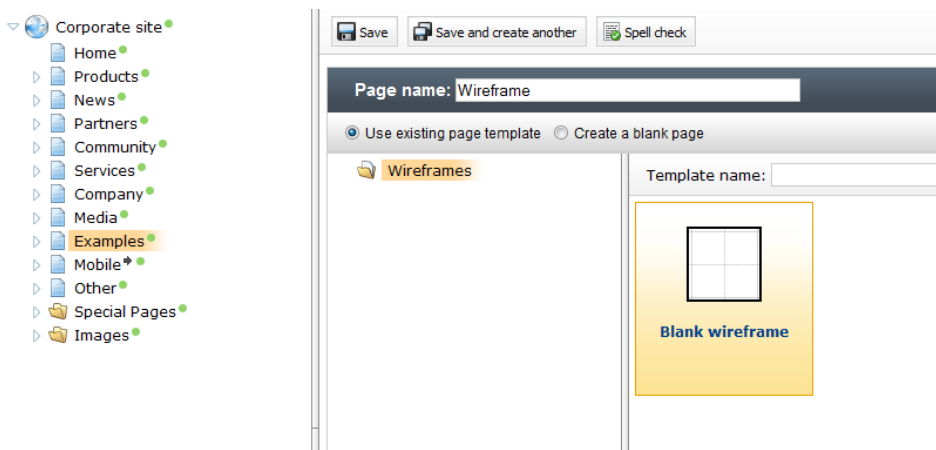 Corporate site
Home
Products
News
Partners
Community
Services
Company
Media
Examples
Mobile
Other
Special Pages
Images
Save
Save and create another
Spell check
Page name: Wireframe
Use existing page template
Create a blank page
Wireframes
Template name:
Blank wireframe